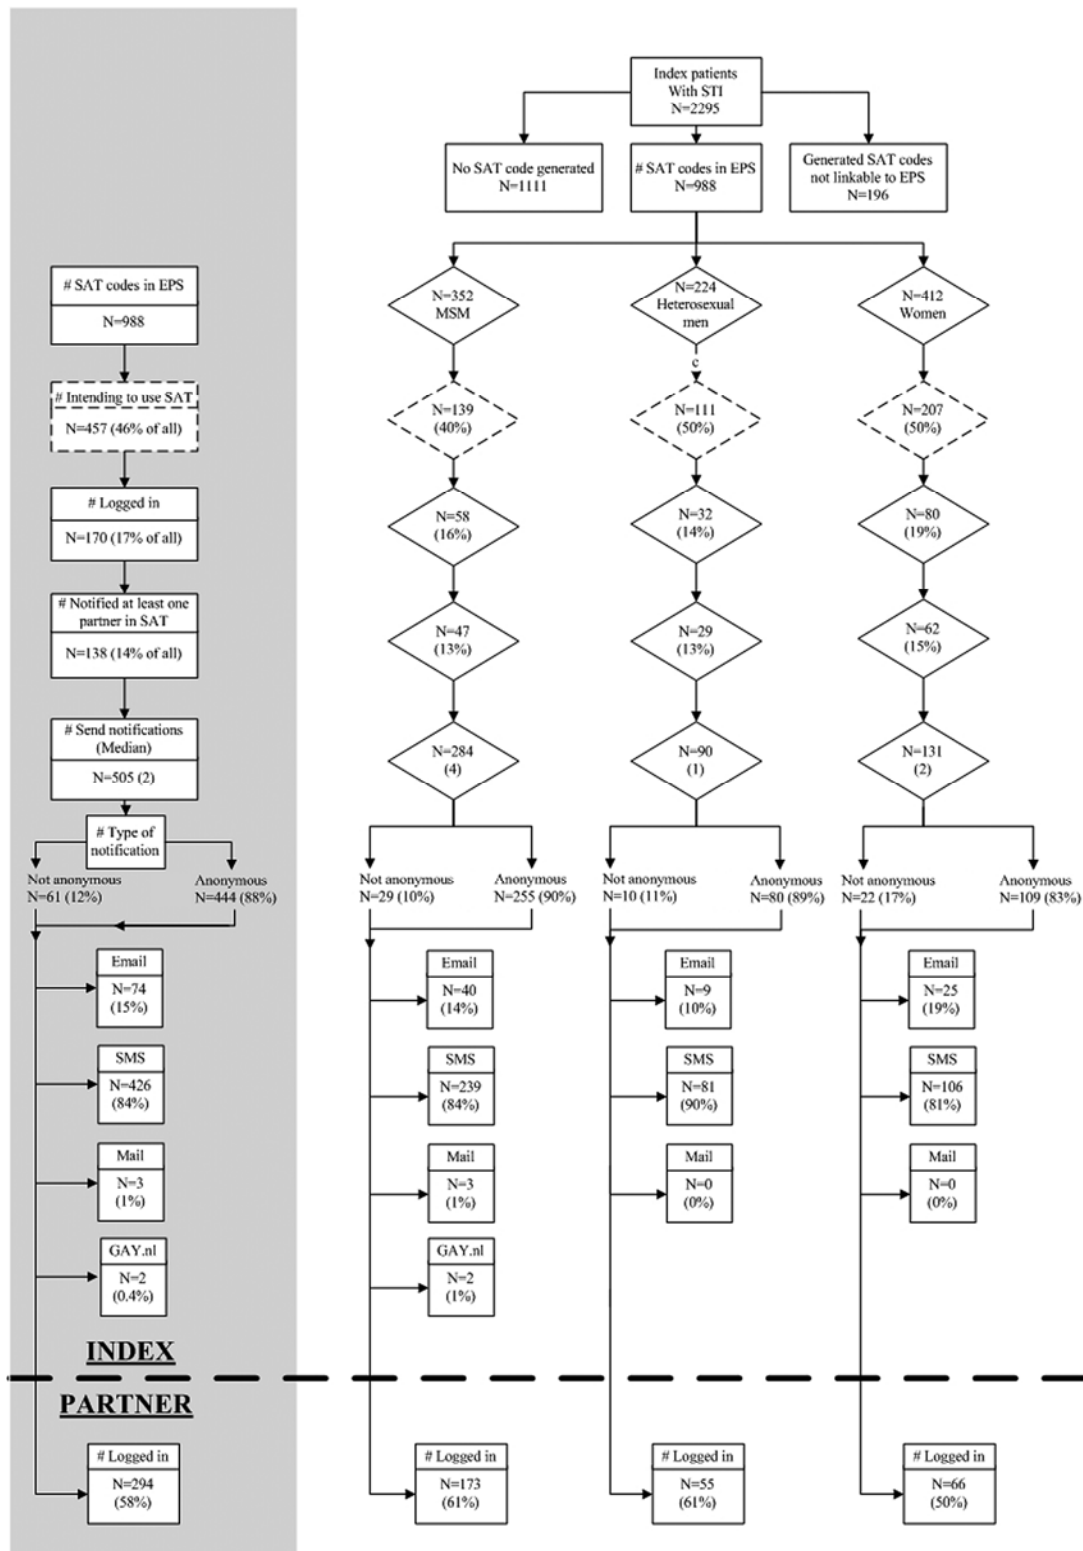 Index patients
With STI
N=2295
No SAT code generated
N=1111
# SAT codes in EPS
N=988
Generated SAT codes
not linkable to EPS
N=196
# SAT codes in EPS
N=988
N=352
MSM
N=224
Heterosexual
men
N=412
Women
c
# Intending to use SAT
N=457 (46% of all)
N=139
(40%)
N=111
(50%)
N=207
(50%)
# Logged in
N=170 (17% of all)
N=58
(16%)
N=32
(14%)
N=80
(19%)
# Notified at least one
partner in SAT
N=138 (14% of all)
N=47
(13%)
N=29
(13%)
N=62
(15%)
# Send notifications
(Median)
N=505 (2)
N=284
(4)
N=90
(1)
N=131
(2)
# Type of
notification
Not anonymous
N=61 (12%)
Anonymous
N=444 (88%)
Not anonymous
N=29 (10%)
Anonymous
N=255 (90%)
Not anonymous
N=10 (11%)
Anonymous
N=80 (89%)
Not anonymous
N=22 (17%)
Anonymous
N=109 (83%)
Email
N=74
(15%)
Email
N=40
(14%)
Email
N=9
(10%)
Email
N=25
(19%)
SMS
N=426
(84%)
SMS
N=239
(84%)
SMS
N=81
(90%)
SMS
N=106
(81%)
Mail
N=3
(1%)
Mail
N=3
(1%)
Mail
N=0
(0%)
Mail
N=0
(0%)
GAY.nl
N=2
(0.4%)
GAY.nl
N=2
(1%)
INDEX
PARTNER
# Logged in
N=294
(58%)
# Logged in
N=173
(61%)
# Logged in
N=55
(61%)
# Logged in
N=66
(50%)